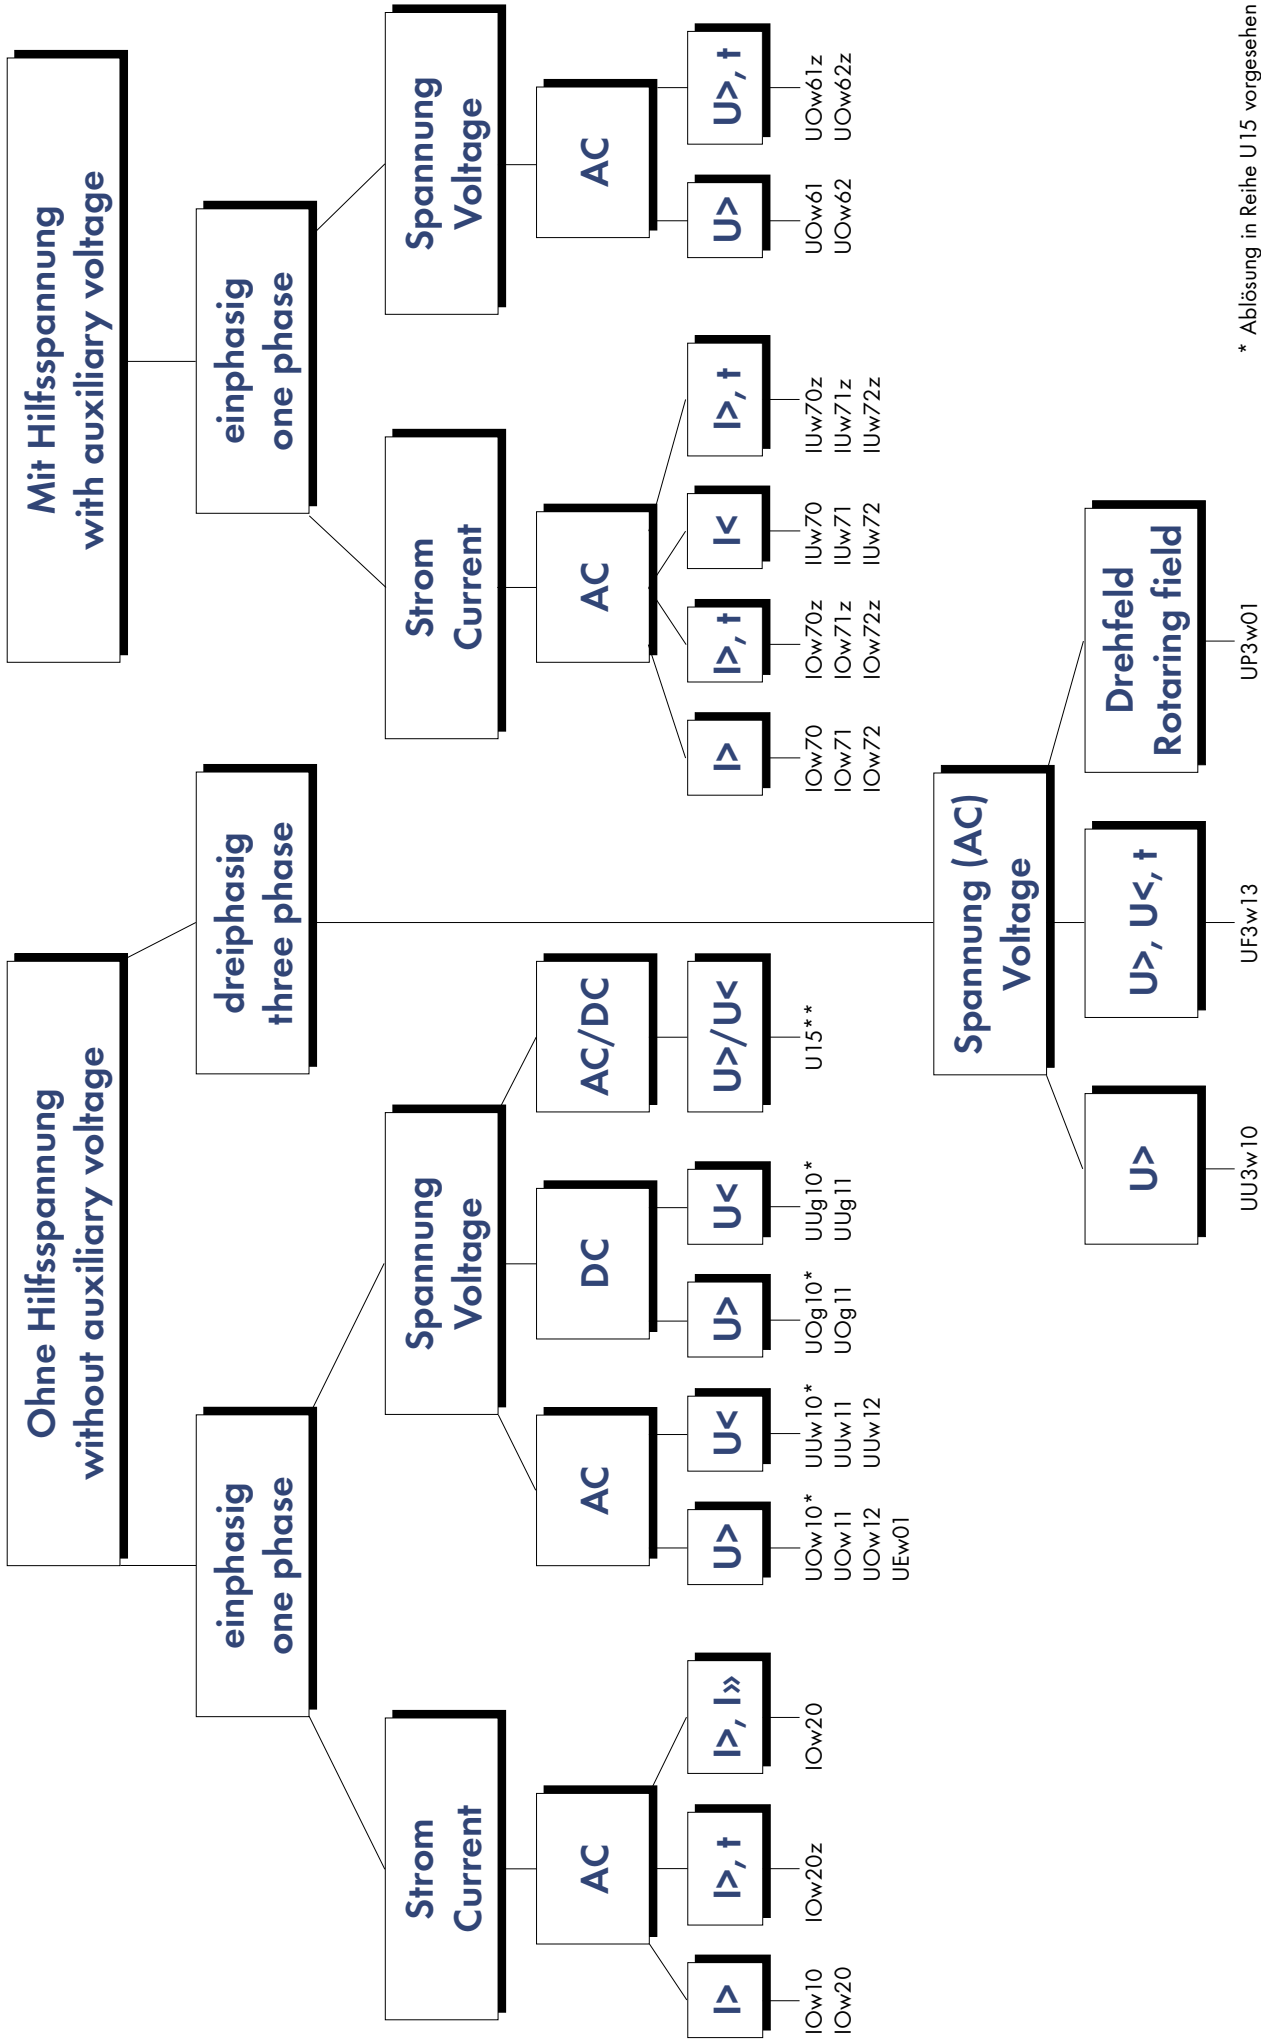 Ohne Hilfsspannung
without auxiliary voltage
Mit Hilfsspannung
with auxiliary voltage
einphasig
one phase
dreiphasig
three phase
einphasig
one phase
Strom
Current
Spannung
Voltage
Strom
Current
Spannung
Voltage
AC
AC
DC
AC/DC
AC
AC
I>
I>, t
I>, I»
U>
U<
U>
U<
U>/U<
I>
I>, t
I<
I>, t
U>
U>, t
IOw10
IOw20
IOw20z
IOw20
UOw10*
UOw11
UOw12
UEw01
UUw10*
UUw11
UUw12
UOg10*
UOg11
UUg10*
UUg11
U15**
IOw70
IOw71
IOw72
IOw70z
IOw71z
IOw72z
IUw70
IUw71
IUw72
IUw70z
IUw71z
IUw72z
UOw61
UOw62
UOw61z
UOw62z
Spannung (AC)
Voltage
U>
U>, U<, t
Drehfeld
Rotaring field
UU3w10
UF3w13
UP3w01
* Ablösung in Reihe U15 vorgesehen